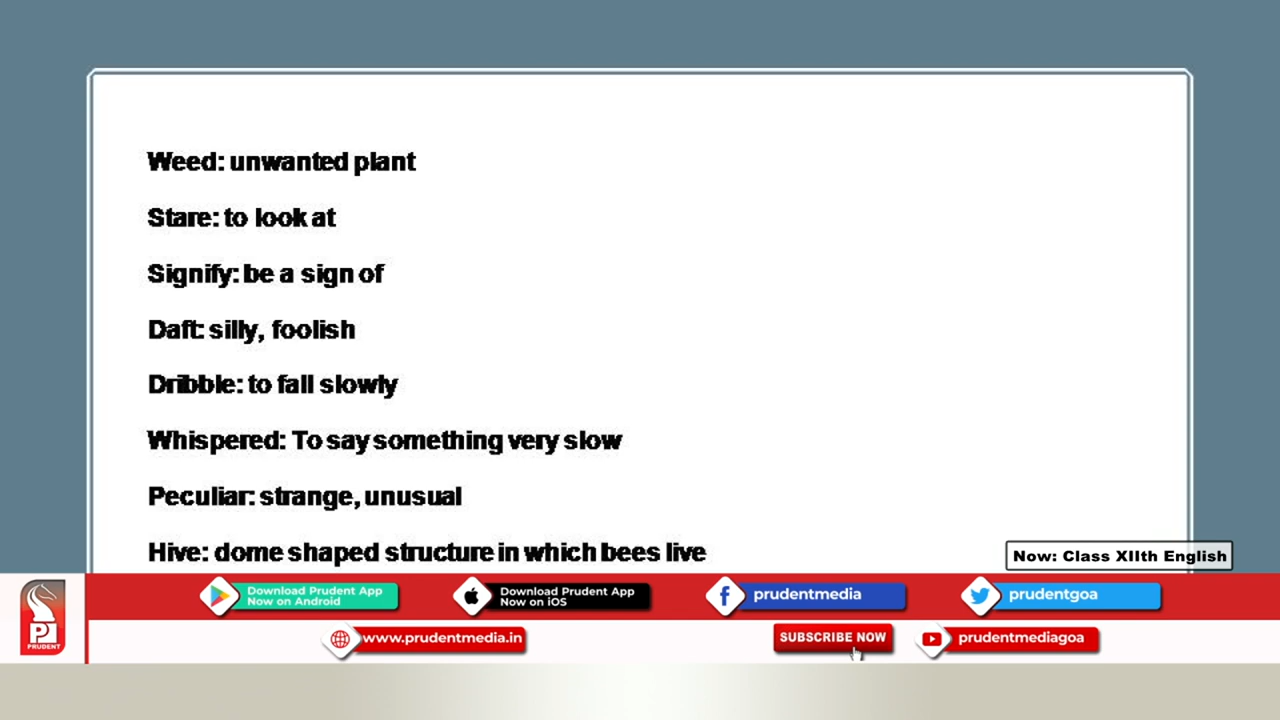 Weed: unwanted plant
Stare: to look at
Signify: be a sign of
Daft: silly, foolish
Dribble: to fall slowly
Whispered: To say something very slow
Peculiar: strange, unusual
Hive: dome shaped structure in which bees live
Now: Class XIIth English
Download Prudent App
Now on Android
Download Prudent App
Now on iOS
prudentmedia
prudentgoa
PRUDENT
www.prudentmedia.in
SUBSCRIBE NOW
prudentmediagoa